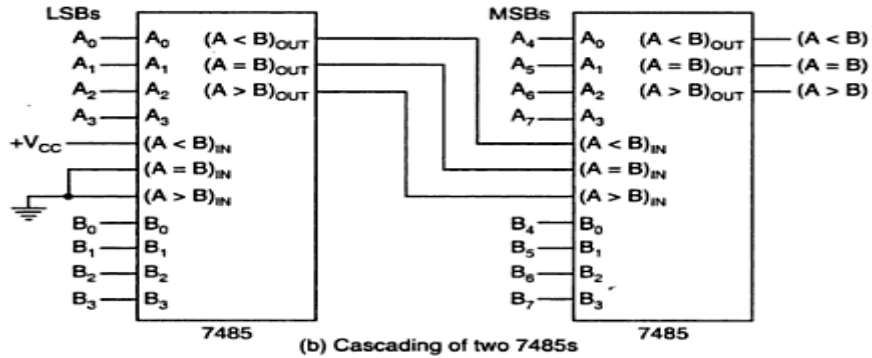 LSBs
A0 A0 (A < B)OUT
A1 A1 (A = B)OUT
A2 A2 (A > B)OUT
A3 A3
+VCC (A < B)IN
(A = B)IN
(A > B)IN
B0 B0
B1 B1
B2 B2
B3 B3
7485
MSBs
A4 A0 (A < B)OUT (A < B)
A5 A1 (A = B)OUT (A = B)
A6 A2 (A > B)OUT (A > B)
A7 A3
(A < B)IN
(A = B)IN
(A > B)IN
B4 B0
B5 B1
B6 B2
B7 B3
7485
(b) Cascading of two 7485s